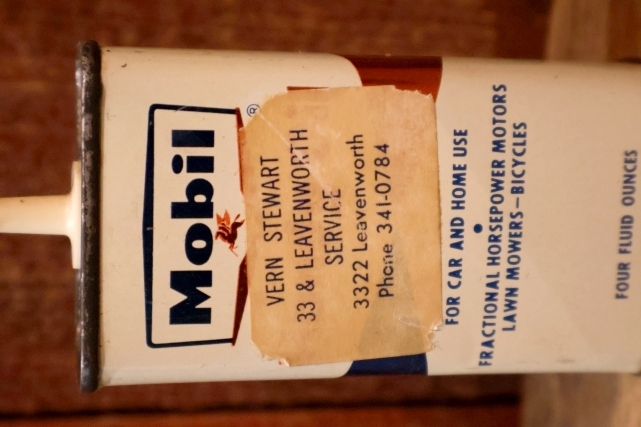 Mobil
®
VERN STEWART
33 & LEAVENWORTH
SERVICE
3322 Leavenworth
Phone 341-0784
FOR CAR AND HOME USE
•
FRACTIONAL HORSEPOWER MOTORS
LAWN MOWERS–BICYCLES
FOUR FLUID OUNCES